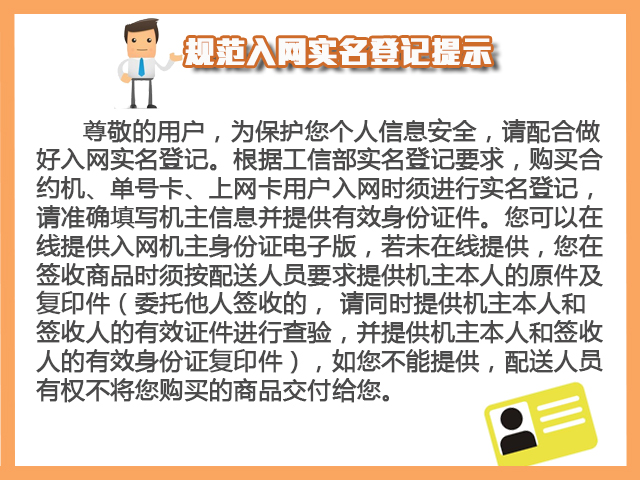 规范入网实名登记提示
尊敬的用户，为保护您个人信息安全，请配合做
好入网实名登记。根据工信部实名登记要求，购买合
约机、单号卡、上网卡用户入网时须进行实名登记，
请准确填写机主信息并提供有效身份证件。您可以在
线提供入网机主身份证电子版，若未在线提供，您在
签收商品时须按配送人员要求提供机主本人的原件及
复印件（委托他人签收的， 请同时提供机主本人和
签收人的有效证件进行查验，并提供机主本人和签收
人的有效身份证复印件），如您不能提供，配送人员
有权不将您购买的商品交付给您。